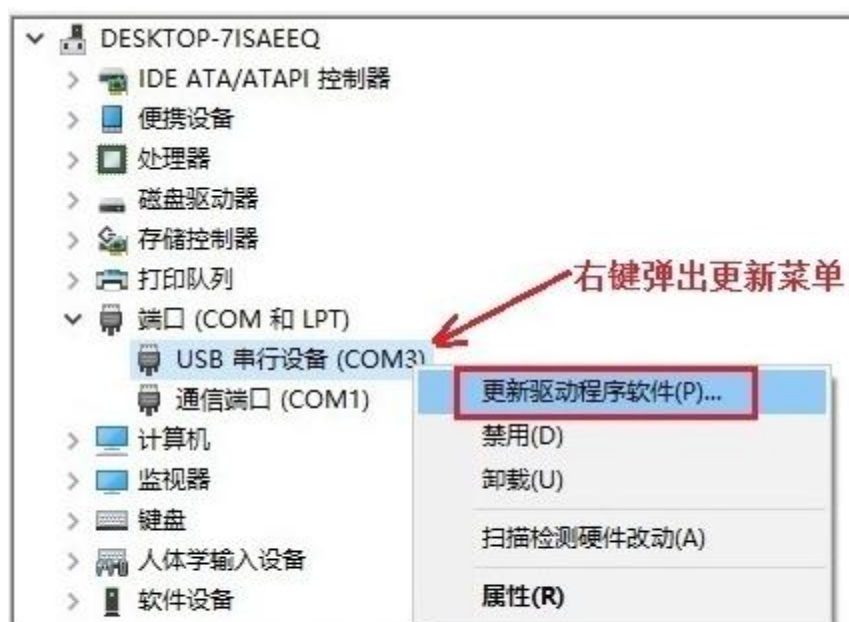 DESKTOP-7ISAEEQ
IDE ATA/ATAPI 控制器
便携设备
处理器
磁盘驱动器
存储控制器
打印队列
右键弹出更新菜单
端口 (COM 和 LPT)
USB 串行设备 (COM3)
通信端口 (COM1)
更新驱动程序软件(P)...
禁用(D)
卸载(U)
扫描检测硬件改动(A)
属性(R)
计算机
监视器
键盘
人体学输入设备
软件设备